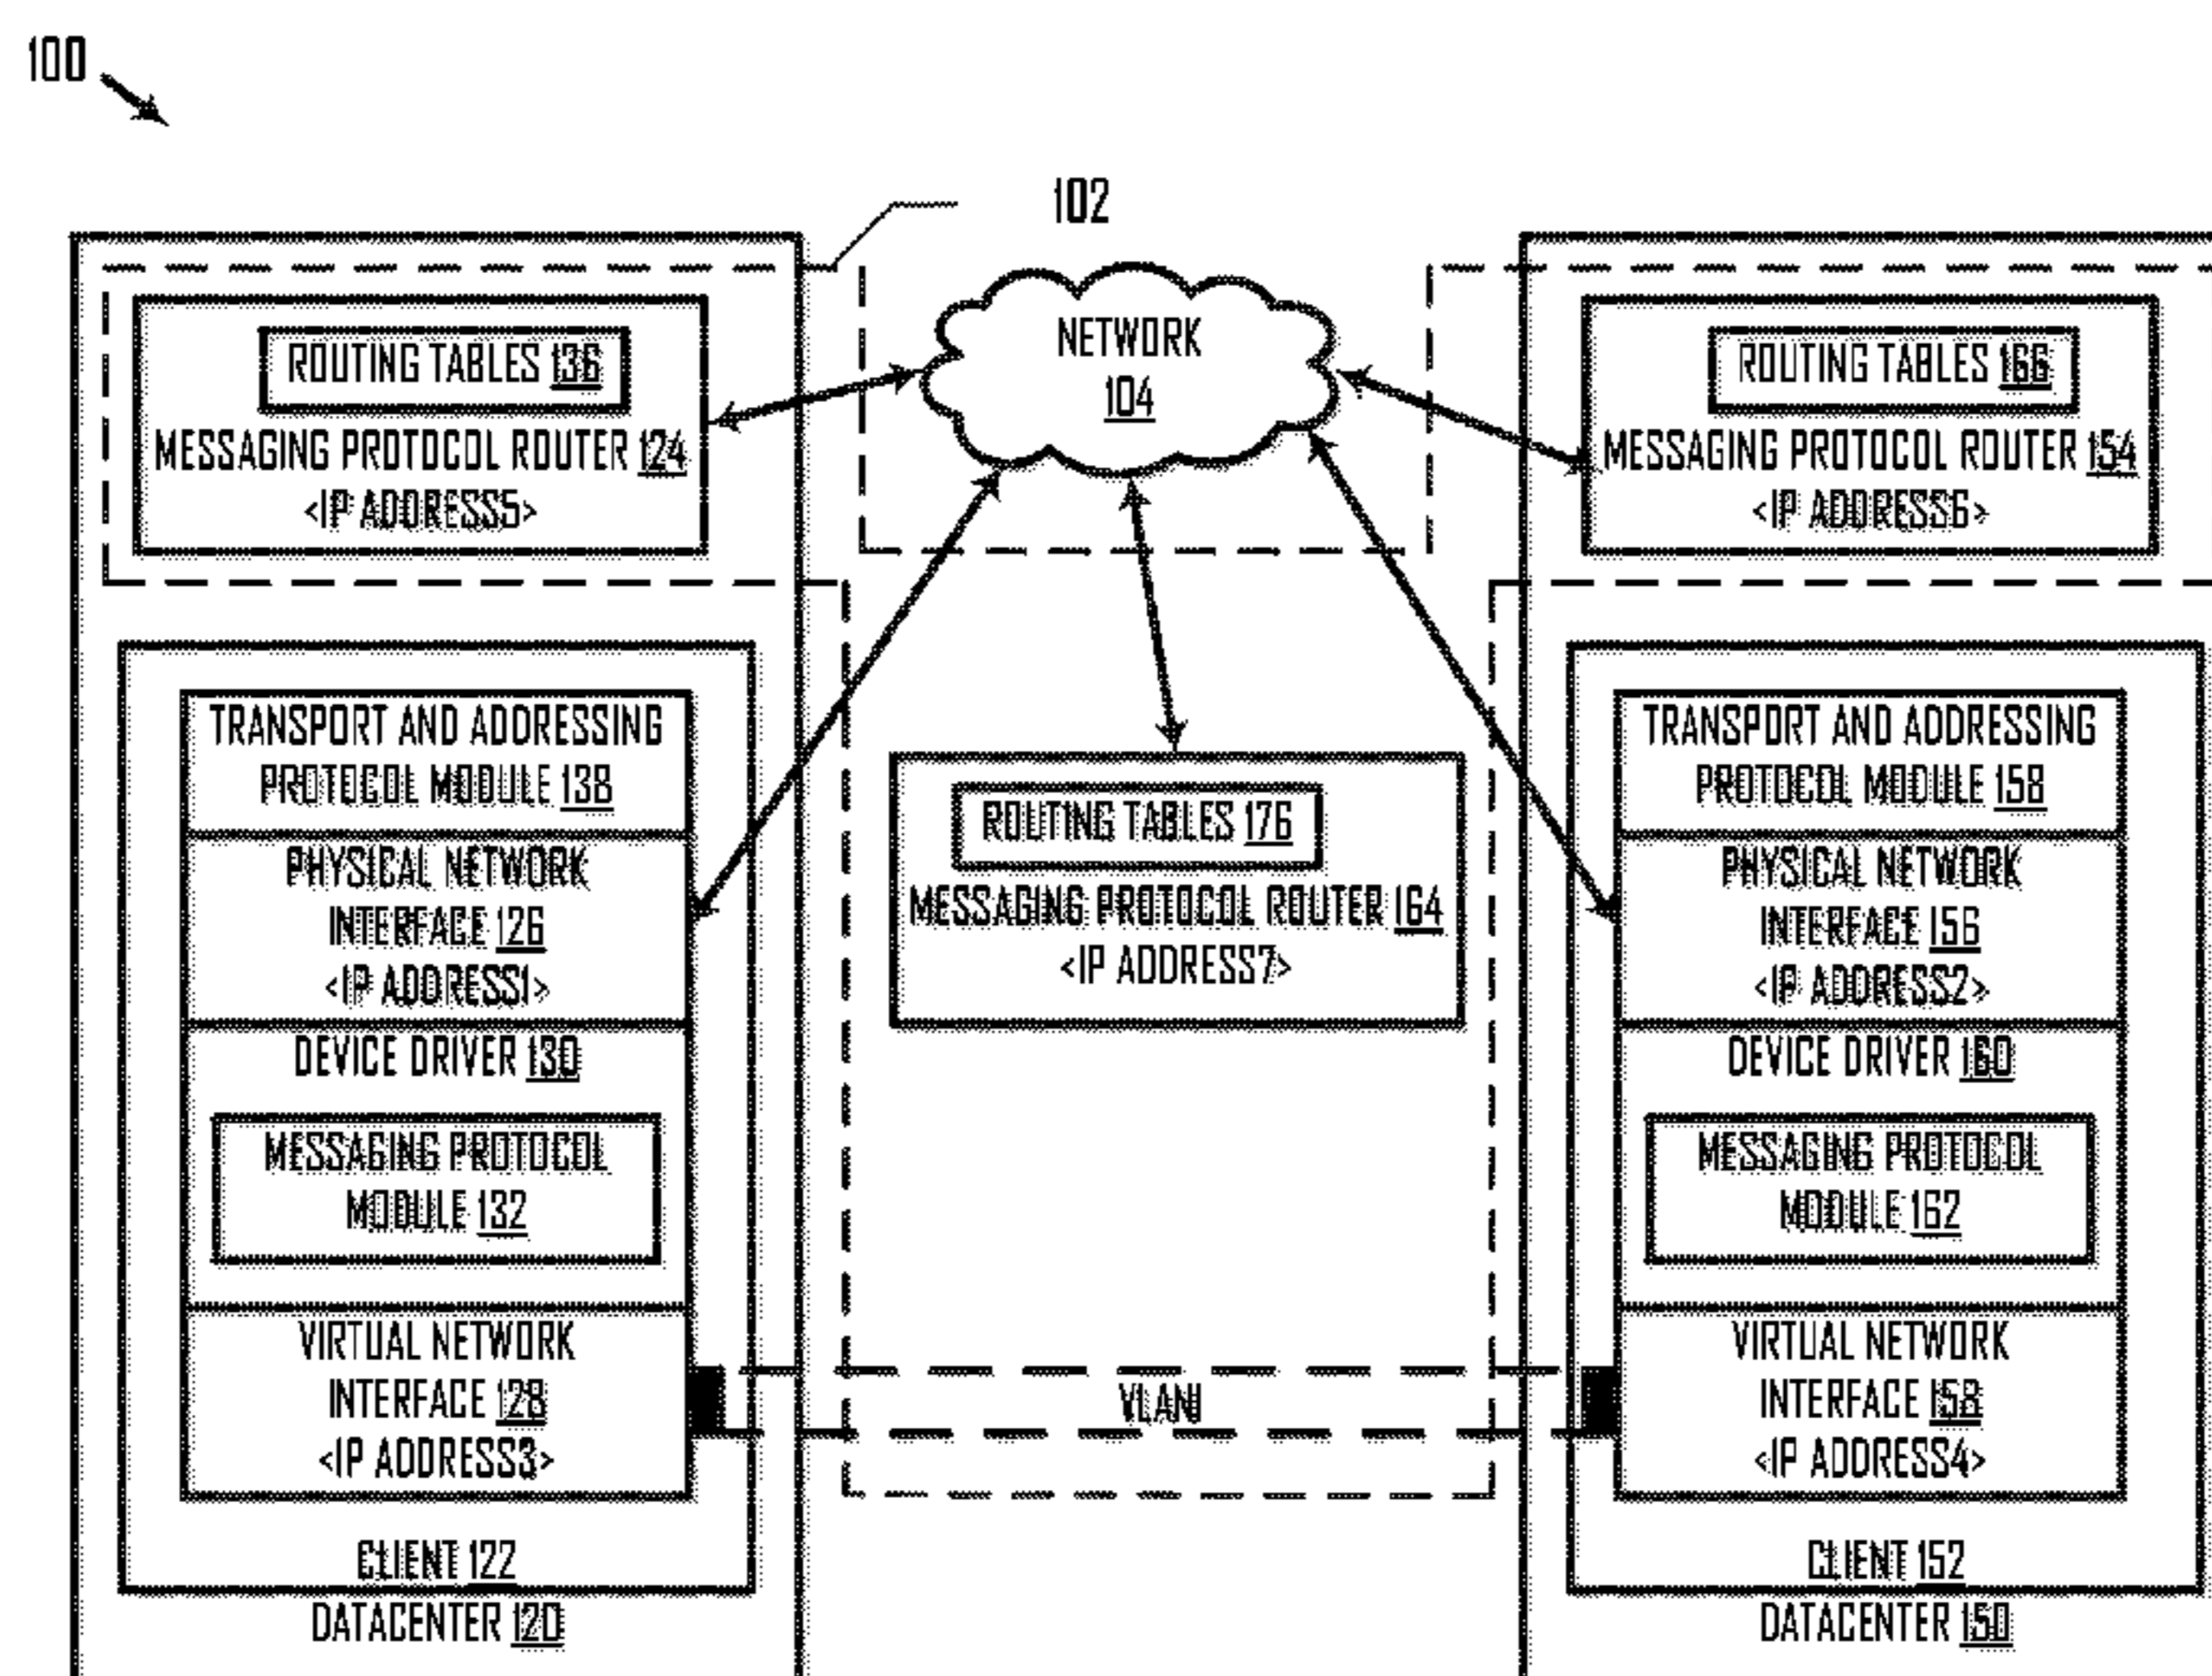 100
102
NETWORK
104
ROUTING TABLES 136
MESSAGING PROTOCOL ROUTER 124
<IP ADDRESS5>
ROUTING TABLES 166
MESSAGING PROTOCOL ROUTER 154
<IP ADDRESS6>
TRANSPORT AND ADDRESSING
PROTOCOL MODULE 138
PHYSICAL NETWORK
INTERFACE 126
<IP ADDRESS1>
DEVICE DRIVER 130
MESSAGING PROTOCOL
MODULE 132
VIRTUAL NETWORK
INTERFACE 128
<IP ADDRESS3>
CLIENT 122
DATACENTER 120
ROUTING TABLES 176
MESSAGING PROTOCOL ROUTER 164
<IP ADDRESS7>
VLAN1
TRANSPORT AND ADDRESSING
PROTOCOL MODULE 158
PHYSICAL NETWORK
INTERFACE 156
<IP ADDRESS2>
DEVICE DRIVER 160
MESSAGING PROTOCOL
MODULE 162
VIRTUAL NETWORK
INTERFACE 158
<IP ADDRESS4>
CLIENT 152
DATACENTER 150